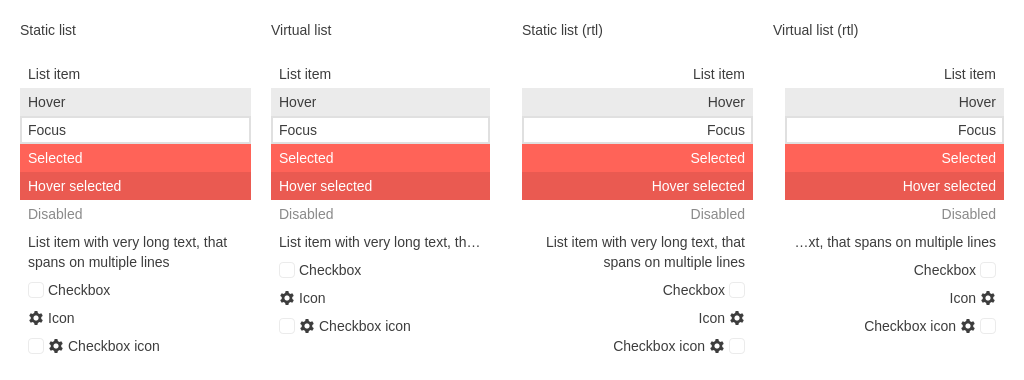 Static list
List item
Hover
Focus
Selected
Hover selected
Disabled
List item with very long text, that
spans on multiple lines
Checkbox
Icon
Checkbox icon
Virtual list
List item
Hover
Focus
Selected
Hover selected
Disabled
List item with very long text, th…
Checkbox
Icon
Checkbox icon
Static list (rtl)
List item
Hover
Focus
Selected
Hover selected
Disabled
List item with very long text, that
spans on multiple lines
Checkbox
Icon
Checkbox icon
Virtual list (rtl)
List item
Hover
Focus
Selected
Hover selected
Disabled
…xt, that spans on multiple lines
Checkbox
Icon
Checkbox icon